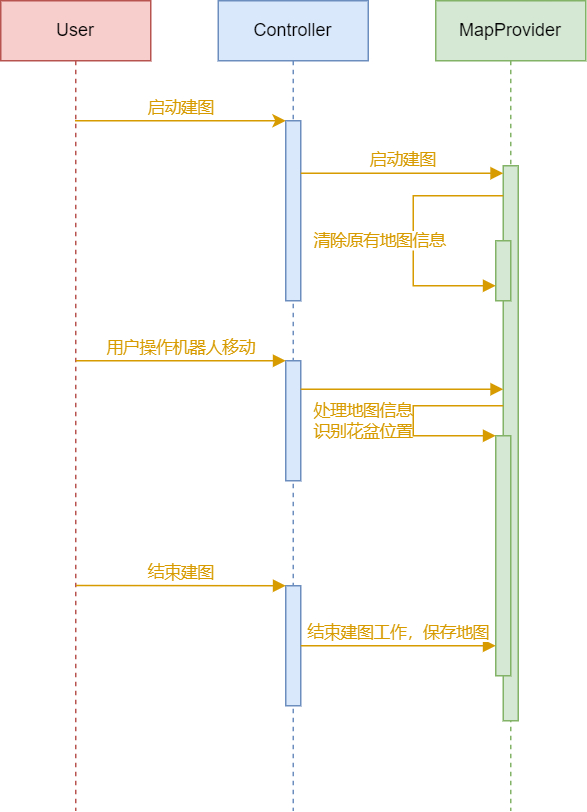 User
Controller
MapProvider
启动建图
启动建图
清除原有地图信息
用户操作机器人移动
处理地图信息
识别花盆位置
结束建图
结束建图工作，保存地图